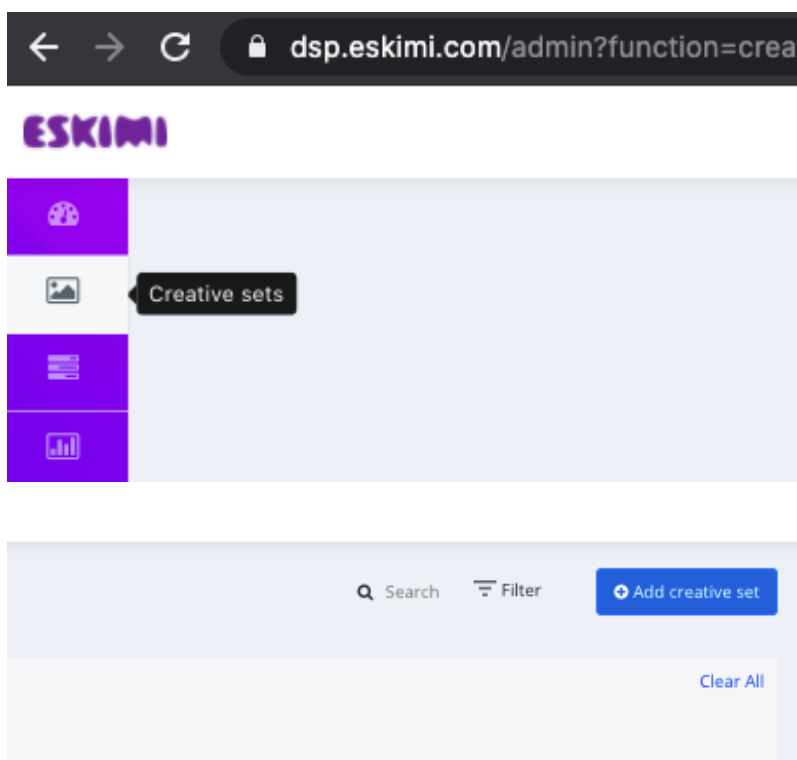 dsp.eskimi.com/admin?function=crea
ESKIMI
Creative sets
Search
Filter
Add creative set
Clear All